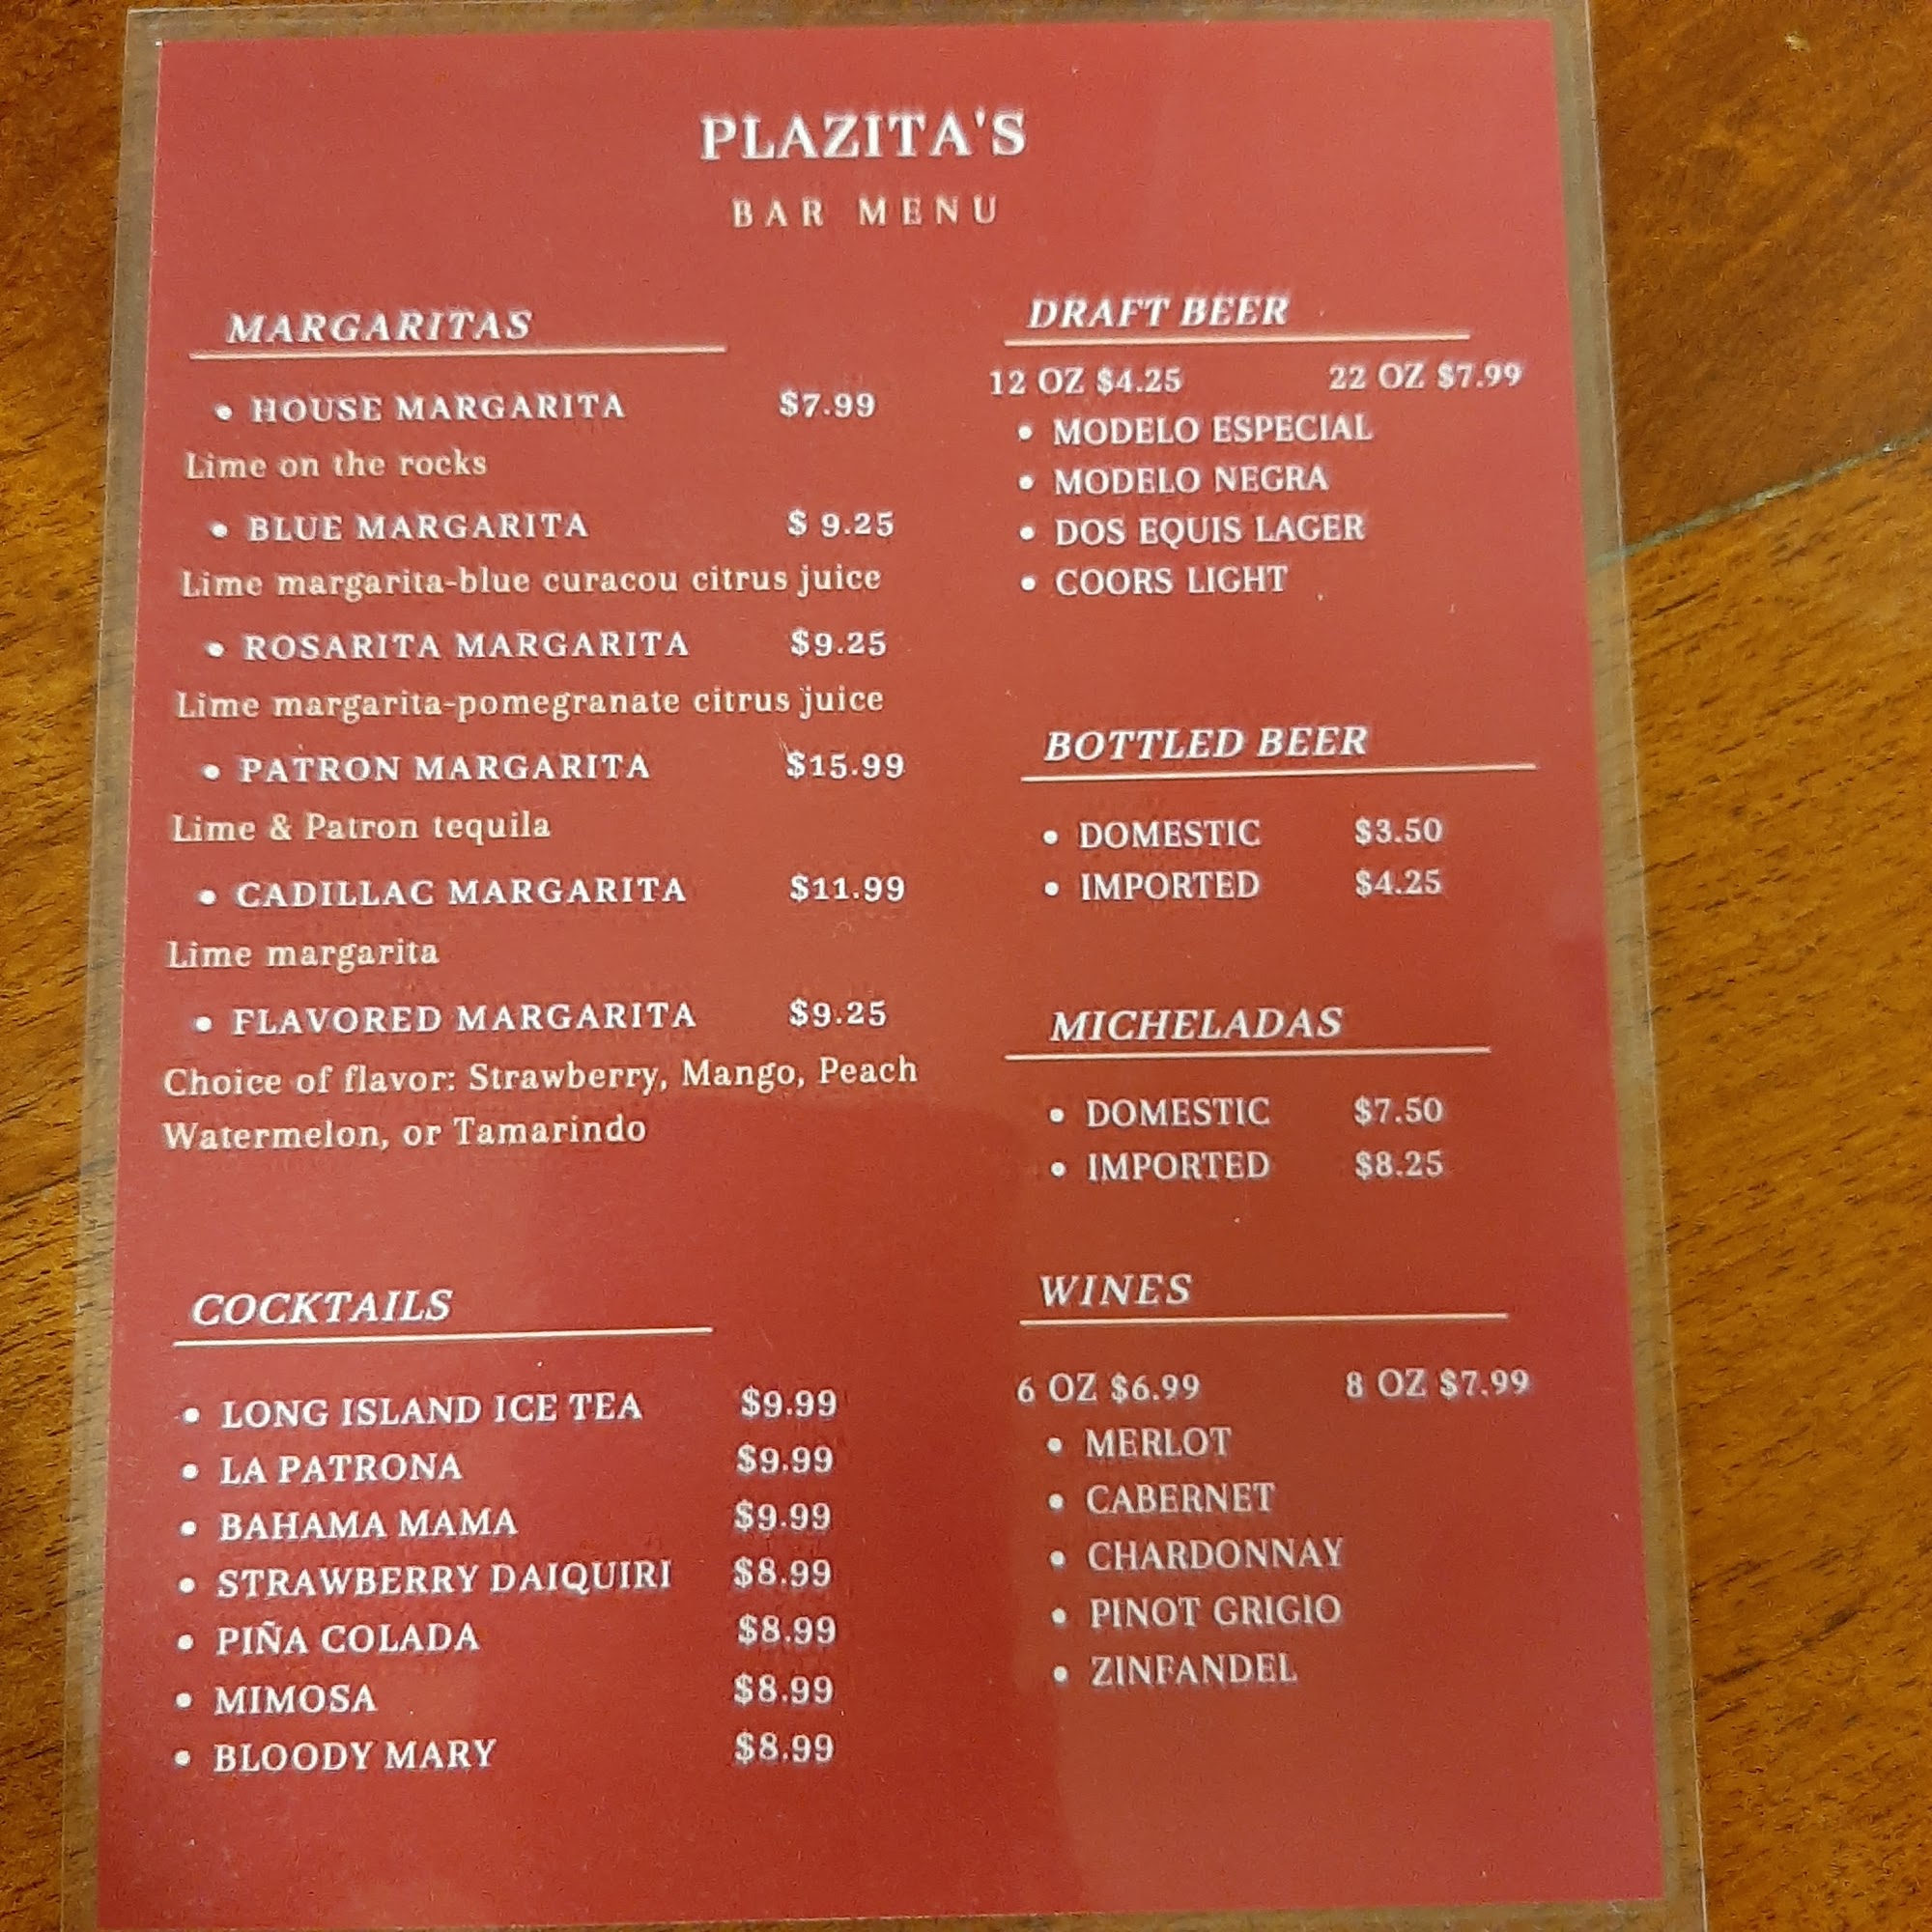 PLAZITA'S
BAR MENU
MARGARITAS
• HOUSE MARGARITA $7.99
Lime on the rocks
• BLUE MARGARITA $ 9.25
Lime margarita-blue curacou citrus juice
• ROSARITA MARGARITA $9.25
Lime margarita-pomegranate citrus juice
• PATRON MARGARITA $15.99
Lime & Patron tequila
• CADILLAC MARGARITA $11.99
Lime margarita
• FLAVORED MARGARITA $9.25
Choice of flavor: Strawberry, Mango, Peach
Watermelon, or Tamarindo
COCKTAILS
• LONG ISLAND ICE TEA $9.99
• LA PATRONA $9.99
• BAHAMA MAMA $9.99
• STRAWBERRY DAIQUIRI $8.99
• PIÑA COLADA $8.99
• MIMOSA $8.99
• BLOODY MARY $8.99
DRAFT BEER
12 OZ $4.25 22 OZ $7.99
• MODELO ESPECIAL
• MODELO NEGRA
• DOS EQUIS LAGER
• COORS LIGHT
BOTTLED BEER
• DOMESTIC $3.50
• IMPORTED $4.25
MICHELADAS
• DOMESTIC $7.50
• IMPORTED $8.25
WINES
6 OZ $6.99 8 OZ $7.99
• MERLOT
• CABERNET
• CHARDONNAY
• PINOT GRIGIO
• ZINFANDEL